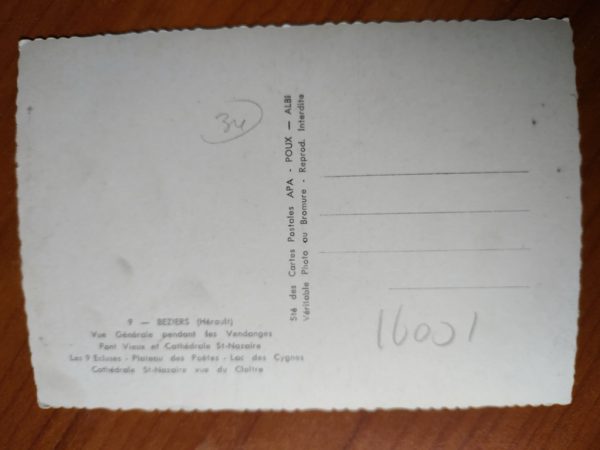 34
9 — BEZIERS (Hérault)
Vue Générale pendant les Vendanges
Pont Vieux et Cathédrale St-Nazaire
Les 9 Ecluses - Plateau des Poètes - Lac des Cygnes
Cathédrale St-Nazaire vue du Cloître
Sté des Cartes Postales APA - POUX — ALBI
Véritable Photo au Bromure - Reprod. Interdite
16001